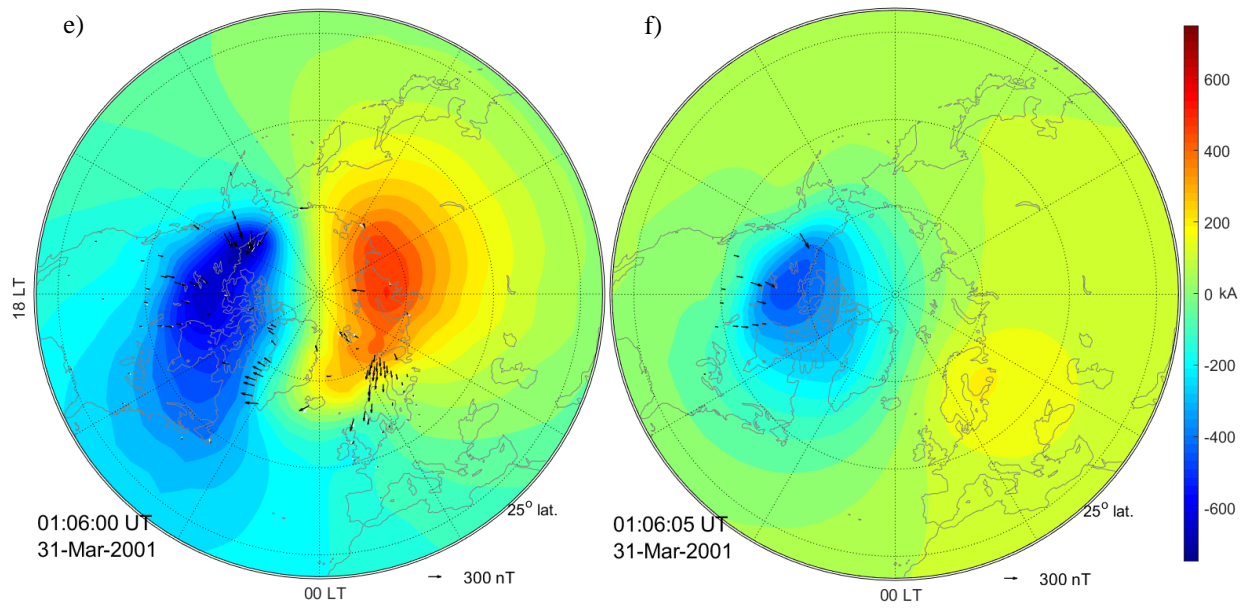 e)
f)
18 LT
01:06:00 UT
31-Mar-2001
25° lat.
300 nT
00 LT
01:06:05 UT
31-Mar-2001
25° lat.
300 nT
00 LT
600
400
200
0 kA
-200
-400
-600